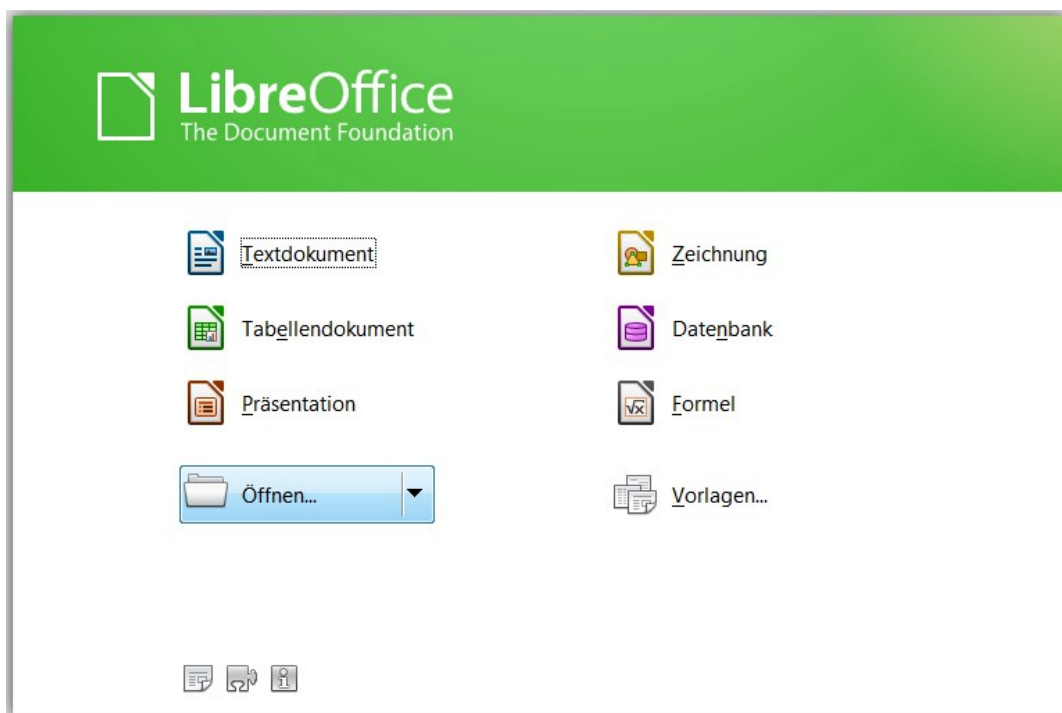 LibreOffice
The Document Foundation
Textdokument
Zeichnung
Tabellendokument
Datenbank
Präsentation
Formel
Öffnen...
Vorlagen...